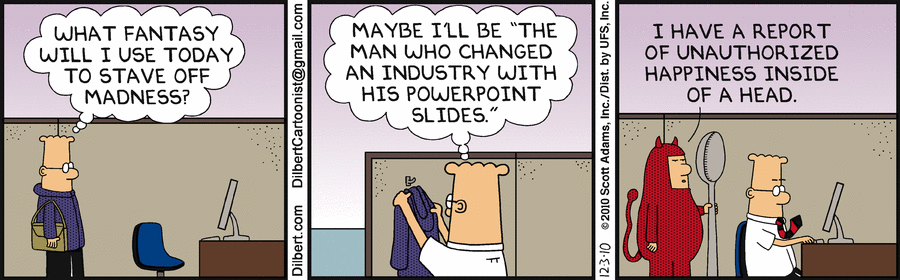 WHAT FANTASY
WILL I USE TODAY
TO STAVE OFF
MADNESS?
Dilbert.com DilbertCartoonist@gmail.com
MAYBE I'LL BE "THE
MAN WHO CHANGED
AN INDUSTRY WITH
HIS POWERPOINT
SLIDES."
12-3-10 ©2010 Scott Adams, Inc./Dist. by UFS, Inc.
I HAVE A REPORT
OF UNAUTHORIZED
HAPPINESS INSIDE
OF A HEAD.